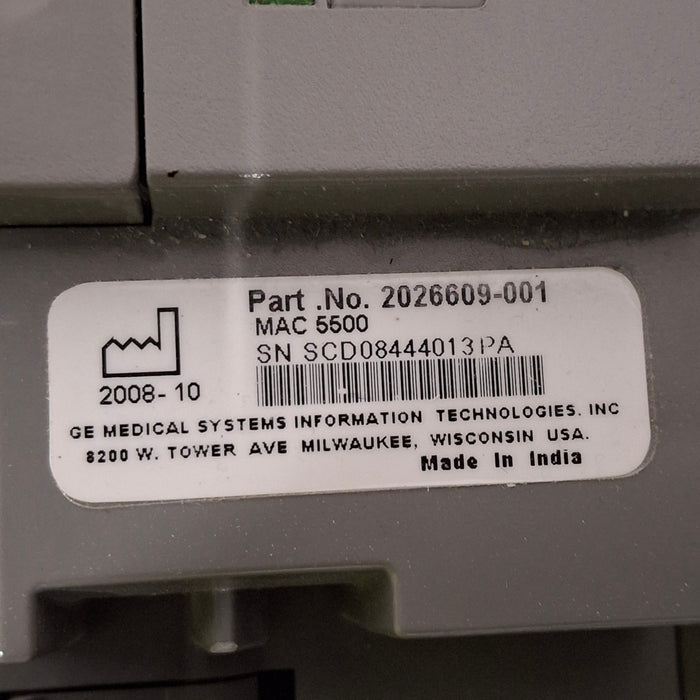 Part .No. 2026609-001
MAC 5500
SN SCD08444013PA
2008-10
GE MEDICAL SYSTEMS INFORMATION TECHNOLOGIES. INC
8200 W. TOWER AVE MILWAUKEE, WISCONSIN USA.
Made In India